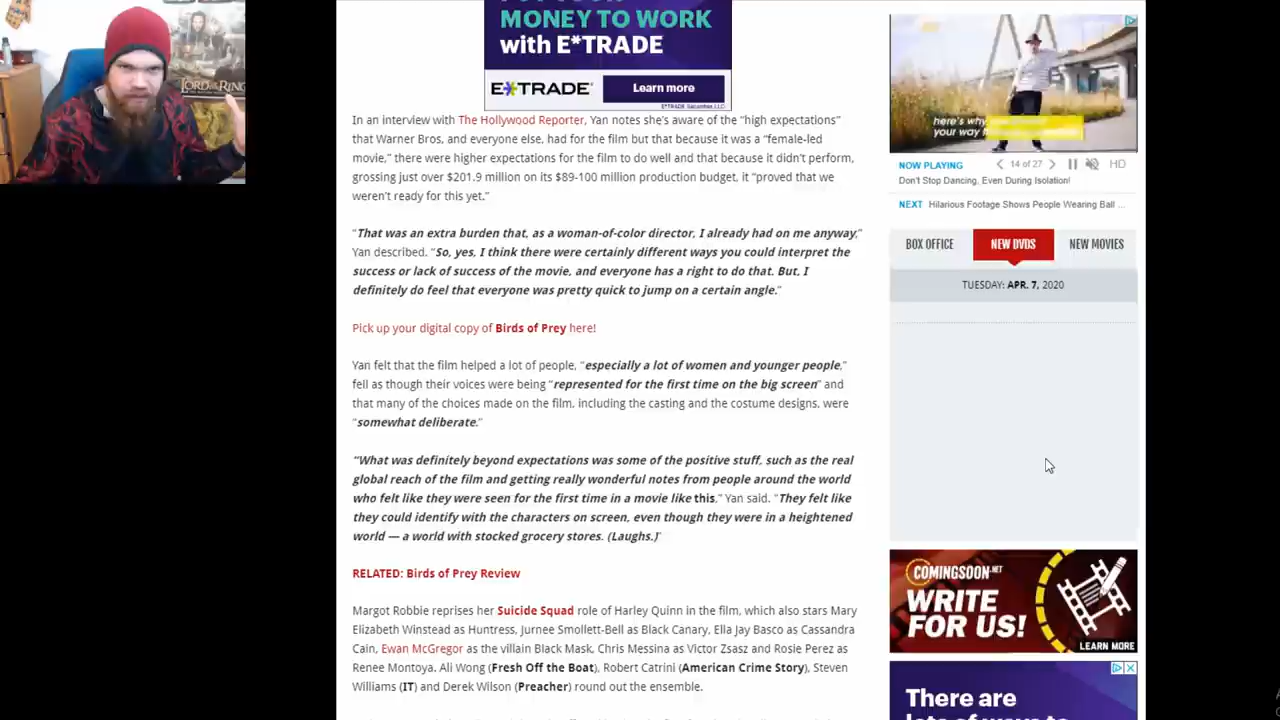 LORD OF THE RING
MONEY TO WORK
with E*TRADE
E*TRADE
Learn more
E*TRADE Securities LLC
In an interview with The Hollywood Reporter, Yan notes she's aware of the "high expectations"
that Warner Bros, and everyone else, had for the film but that because it was a "female-led
movie," there were higher expectations for the film to do well and that because it didn't perform,
grossing just over $201.9 million on its $89-100 million production budget, it "proved that we
weren't ready for this yet."
"That was an extra burden that, as a woman-of-color director, I already had on me anyway,"
Yan described. "So, yes, I think there were certainly different ways you could interpret the
success or lack of success of the movie, and everyone has a right to do that. But, I
definitely do feel that everyone was pretty quick to jump on a certain angle."
Pick up your digital copy of Birds of Prey here!
Yan felt that the film helped a lot of people, "especially a lot of women and younger people,"
fell as though their voices were being "represented for the first time on the big screen" and
that many of the choices made on the film, including the casting and the costume designs, were
"somewhat deliberate."
"What was definitely beyond expectations was some of the positive stuff, such as the real
global reach of the film and getting really wonderful notes from people around the world
who felt like they were seen for the first time in a movie like this," Yan said. "They felt like
they could identify with the characters on screen, even though they were in a heightened
world — a world with stocked grocery stores. (Laughs.)"
RELATED: Birds of Prey Review
Margot Robbie reprises her Suicide Squad role of Harley Quinn in the film, which also stars Mary
Elizabeth Winstead as Huntress, Jurnee Smollett-Bell as Black Canary, Ella Jay Basco as Cassandra
Cain, Ewan McGregor as the villain Black Mask, Chris Messina as Victor Zsasz and Rosie Perez as
Renee Montoya. Ali Wong (Fresh Off the Boat), Robert Catrini (American Crime Story), Steven
Williams (IT) and Derek Wilson (Preacher) round out the ensemble.
here's why
your way
NOW PLAYING
14 of 27
HD
Don't Stop Dancing, Even During Isolation!
NEXT Hilarious Footage Shows People Wearing Ball ...
BOX OFFICE
NEW DVDS
NEW MOVIES
TUESDAY: APR. 7, 2020
COMINGSOON.NET
WRITE
FOR US!
LEARN MORE
There are